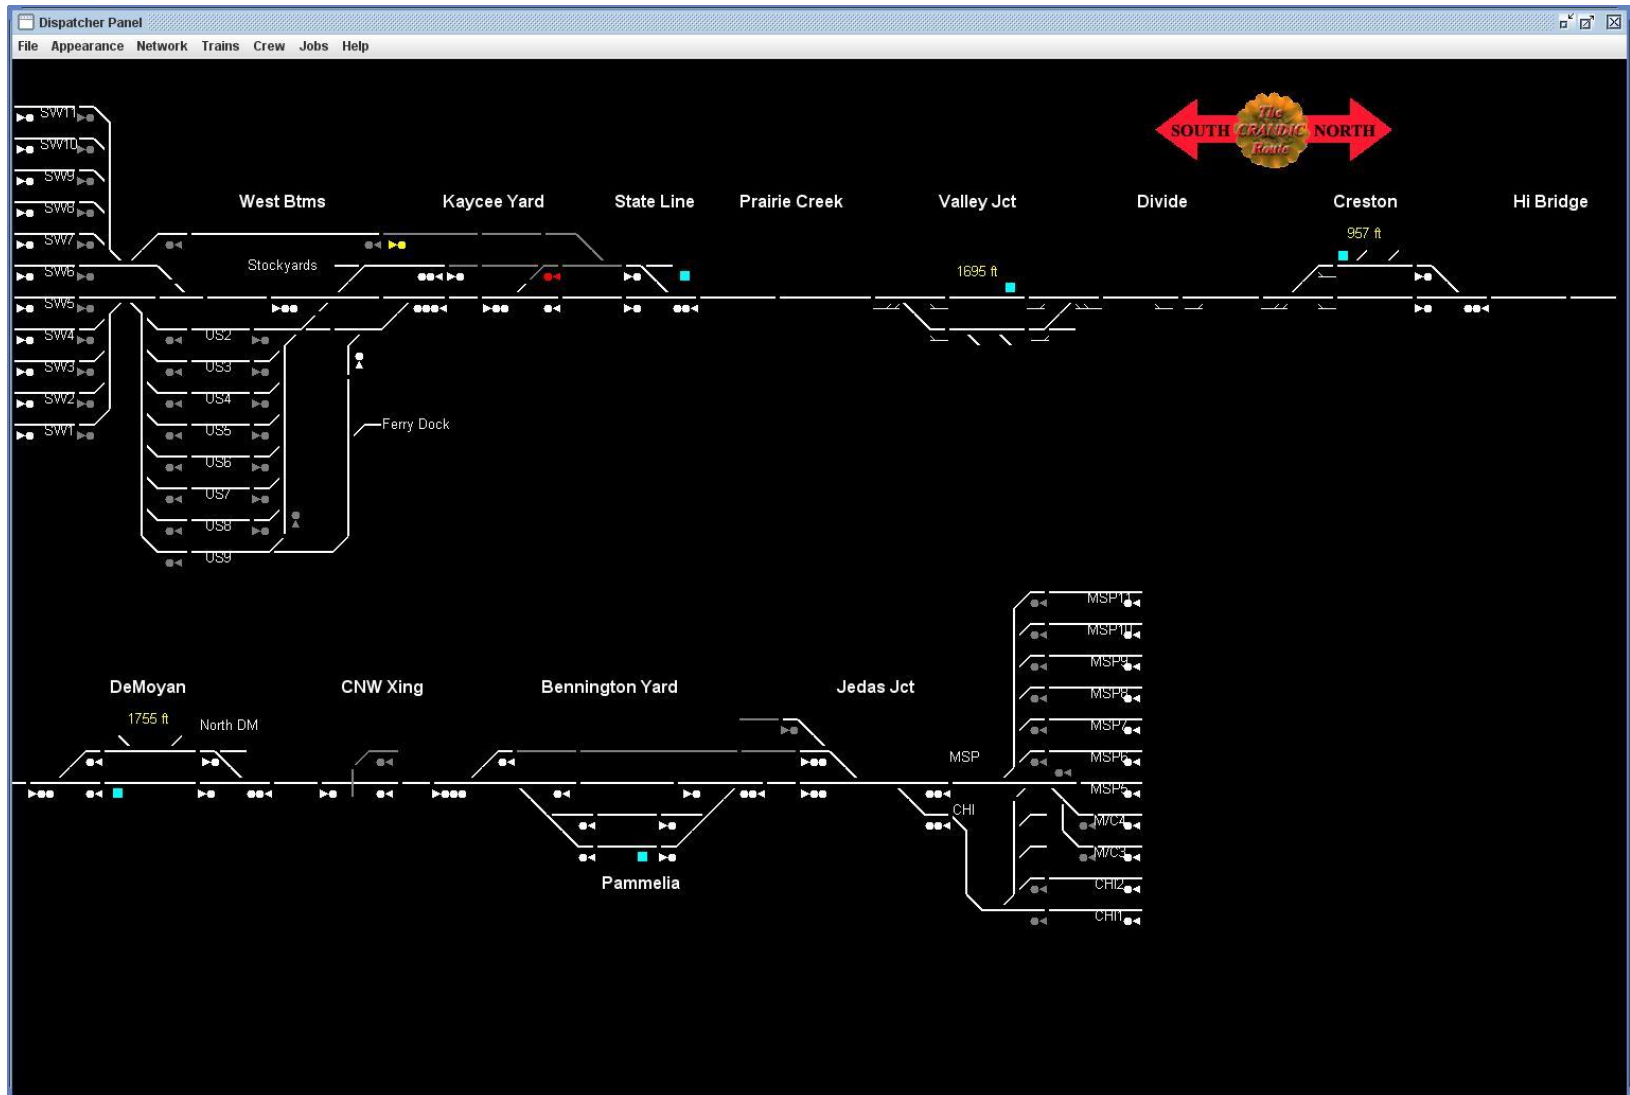 Dispatcher Panel
File Appearance Network Trains Crew Jobs Help
The
SOUTH CRANDIC NORTH
Route
SW11
SW10
SW9
SW8
SW7
SW6
SW5
SW4
SW3
SW2
SW1
West Btms Kaycee Yard State Line Prairie Creek Valley Jct Divide Creston Hi Bridge
957 ft
Stockyards
1695 ft
US2
US3
US4
US5
US6
US7
US8
US9
Ferry Dock
MSP11
MSP10
MSP9
MSP8
MSP7
MSP6
MSP5
M/C4
M/C3
CHI2
CHI1
DeMoyan CNW Xing Bennington Yard Jedas Jct
1755 ft
North DM
MSP
CHI
Pammelia